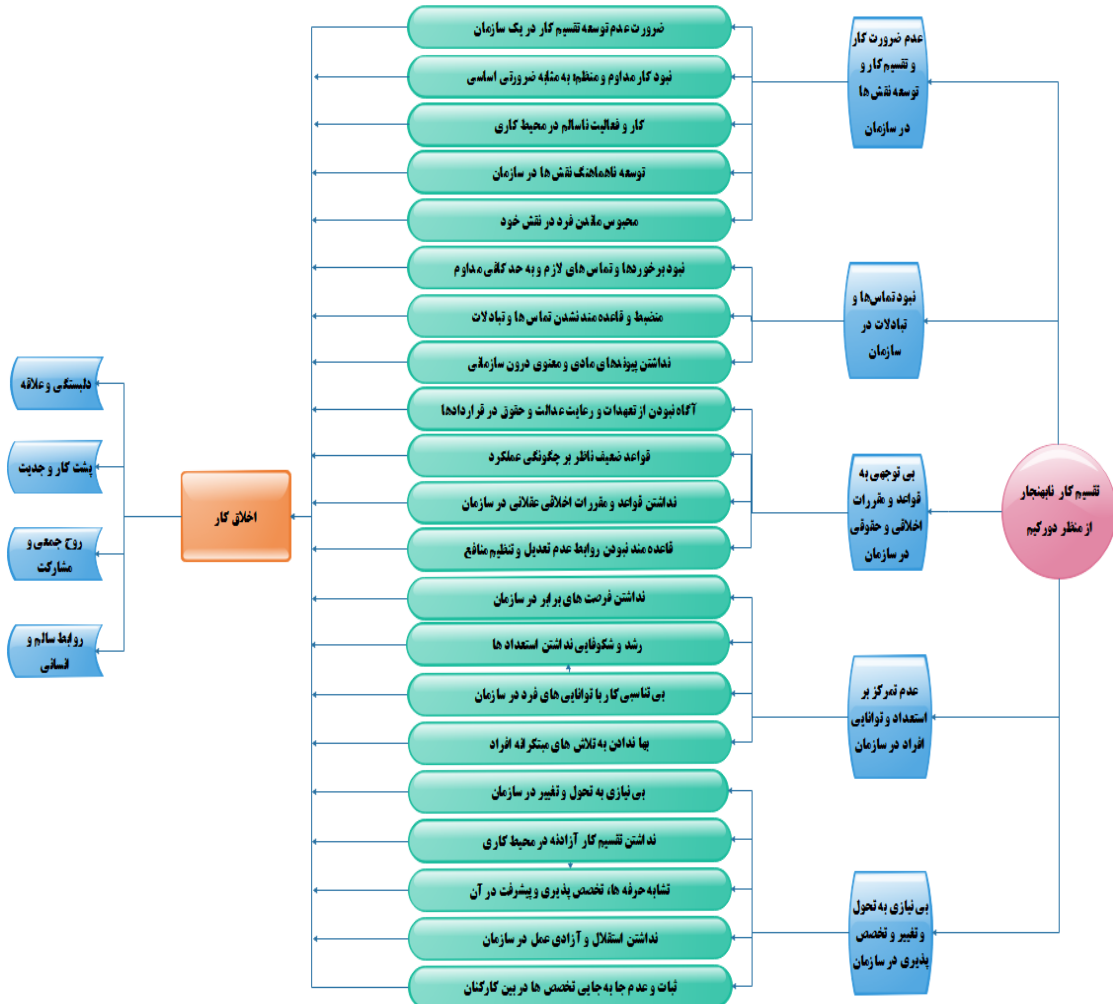 تقسیم کار نابهنجار
از منظر دورکیم
عدم ضرورت کار
و تقسیم کار و
توسعه نقش ها
در سازمان
نبود تماس‌ها و
تبادلات در
سازمان
بی توجهی به
قواعد و مقررات
اخلاقی و حقوقی
در سازمان
عدم تمرکز بر
استعداد و توانایی
افراد در سازمان
بی نیازی به تحول
و تغییر و تخصص
پذیری در سازمان
ضرورت عدم توسعه تقسیم کار در یک سازمان
نبود کار مداوم و منظم؛ به مثابه ضرورتی اساسی
کار و فعالیت ناسالم در محیط کاری
توسعه ناهماهنگ نقش ها در سازمان
محبوس ماندن فرد در نقش خود
نبود برخوردها و تماس های لازم و به حد کافی مداوم
منضبط و قاعده مند نشدن تماس ها و تبادلات
نداشتن پیوندهای مادی و معنوی درون سازمانی
آگاه نبودن از تعهدات و رعایت عدالت و حقوق در قراردادها
قواعد ضعیف ناظر بر چگونگی عملکرد
نداشتن قواعد و مقررات اخلاقی عقلانی در سازمان
قاعده مند نبودن روابط عدم تعدیل و تنظیم منافع
نداشتن فرصت های برابر در سازمان
رشد و شکوفایی نداشتن استعداد ها
بی تناسبی کار با توانایی های فرد در سازمان
بها ندادن به تلاش های مبتکرانه افراد
بی نیازی به تحول و تغییر در سازمان
نداشتن تقسیم کار آزادنه در محیط کاری
تشابه حرفه ها، تخصص پذیری و پیشرفت در آن
نداشتن استقلال و آزادی عمل در سازمان
ثبات و عدم جا به جایی تخصص ها در بین کارکنان
اخلاق کار
دلبستگی و علاقه
پشت کار و جدیت
روح جمعی و
مشارکت
روابط سالم و
انسانی